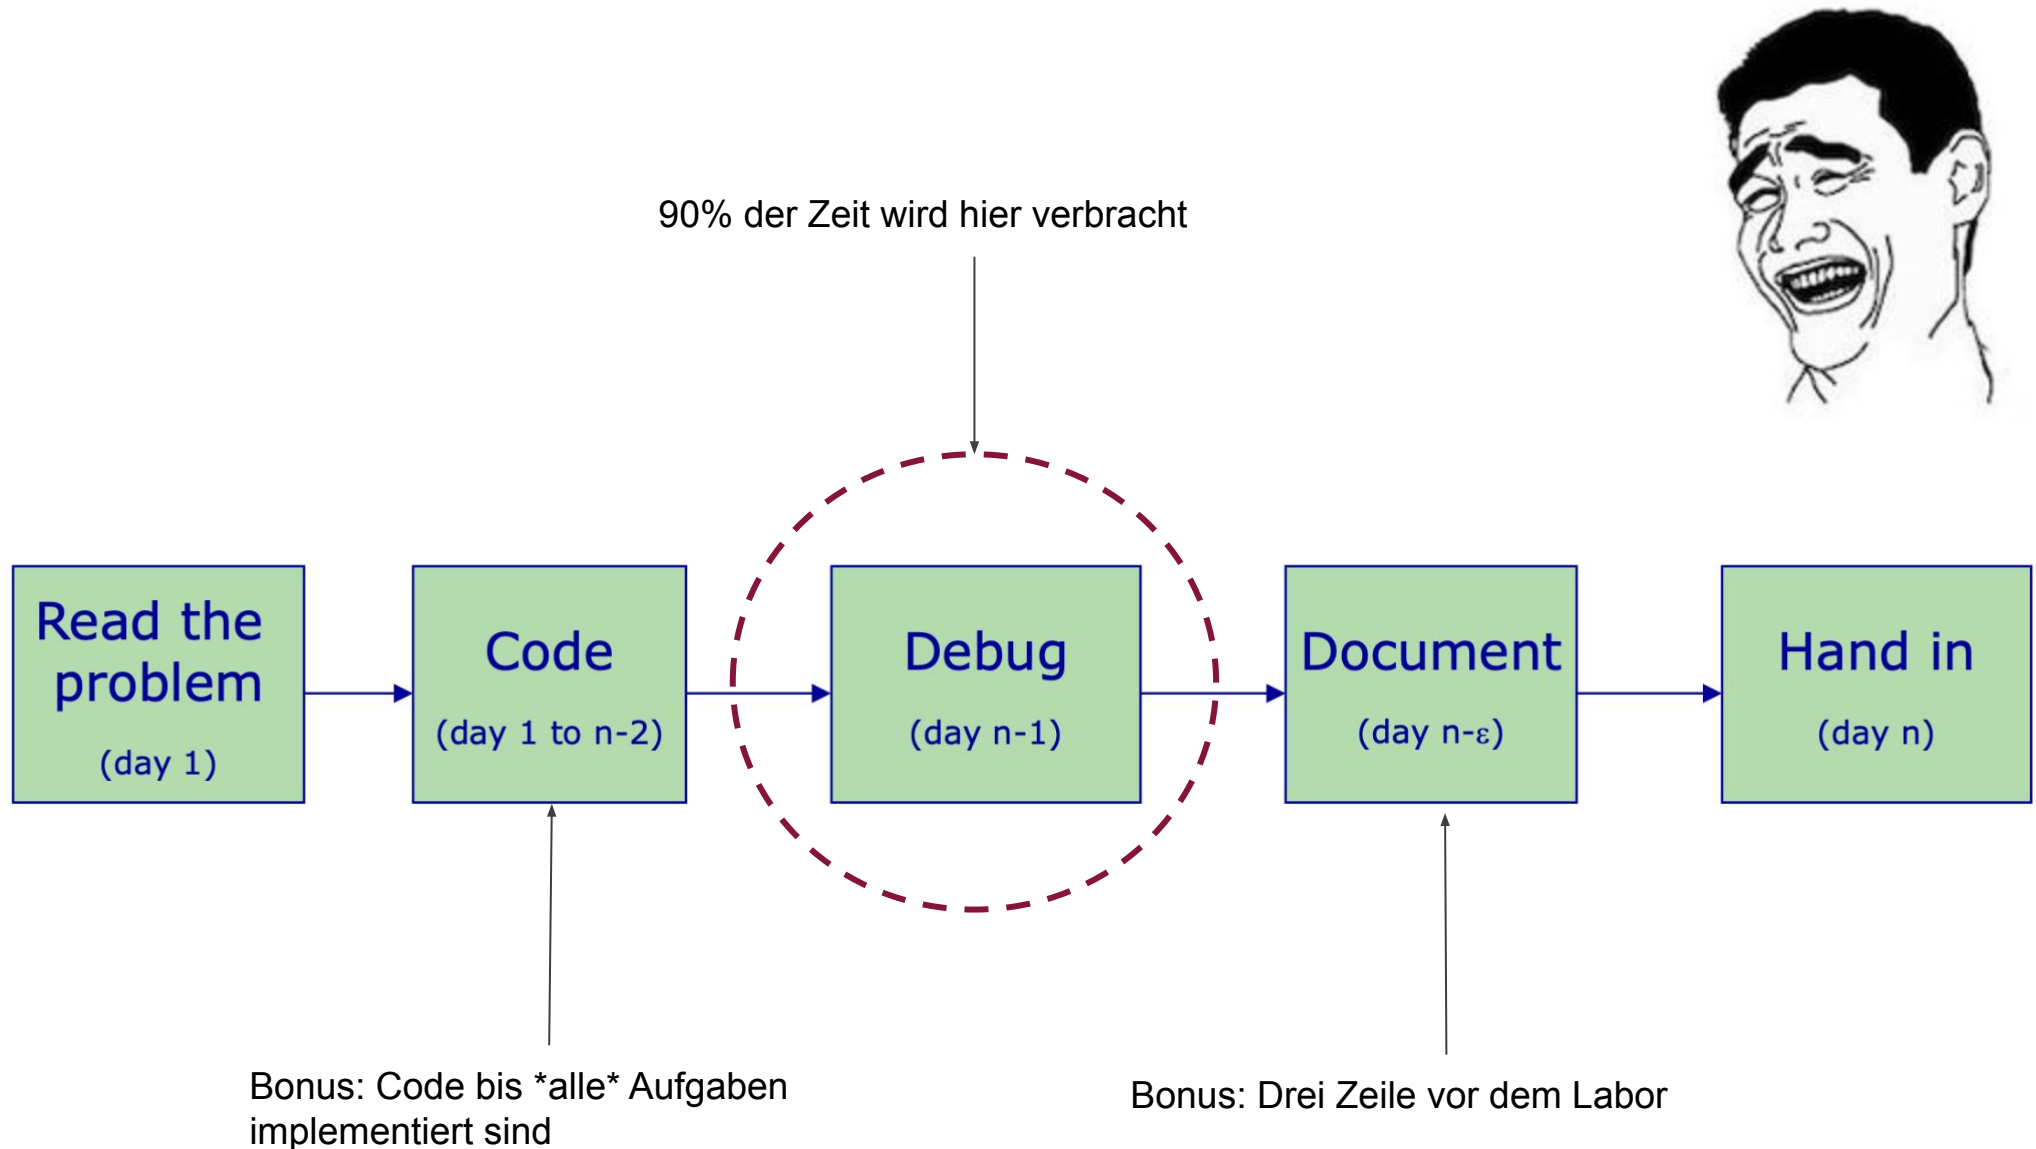 90% der Zeit wird hier verbracht
Read the
problem
(day 1)
Code
(day 1 to n-2)
Debug
(day n-1)
Document
(day n-ε)
Hand in
(day n)
Bonus: Code bis *alle* Aufgaben
implementiert sind
Bonus: Drei Zeile vor dem Labor